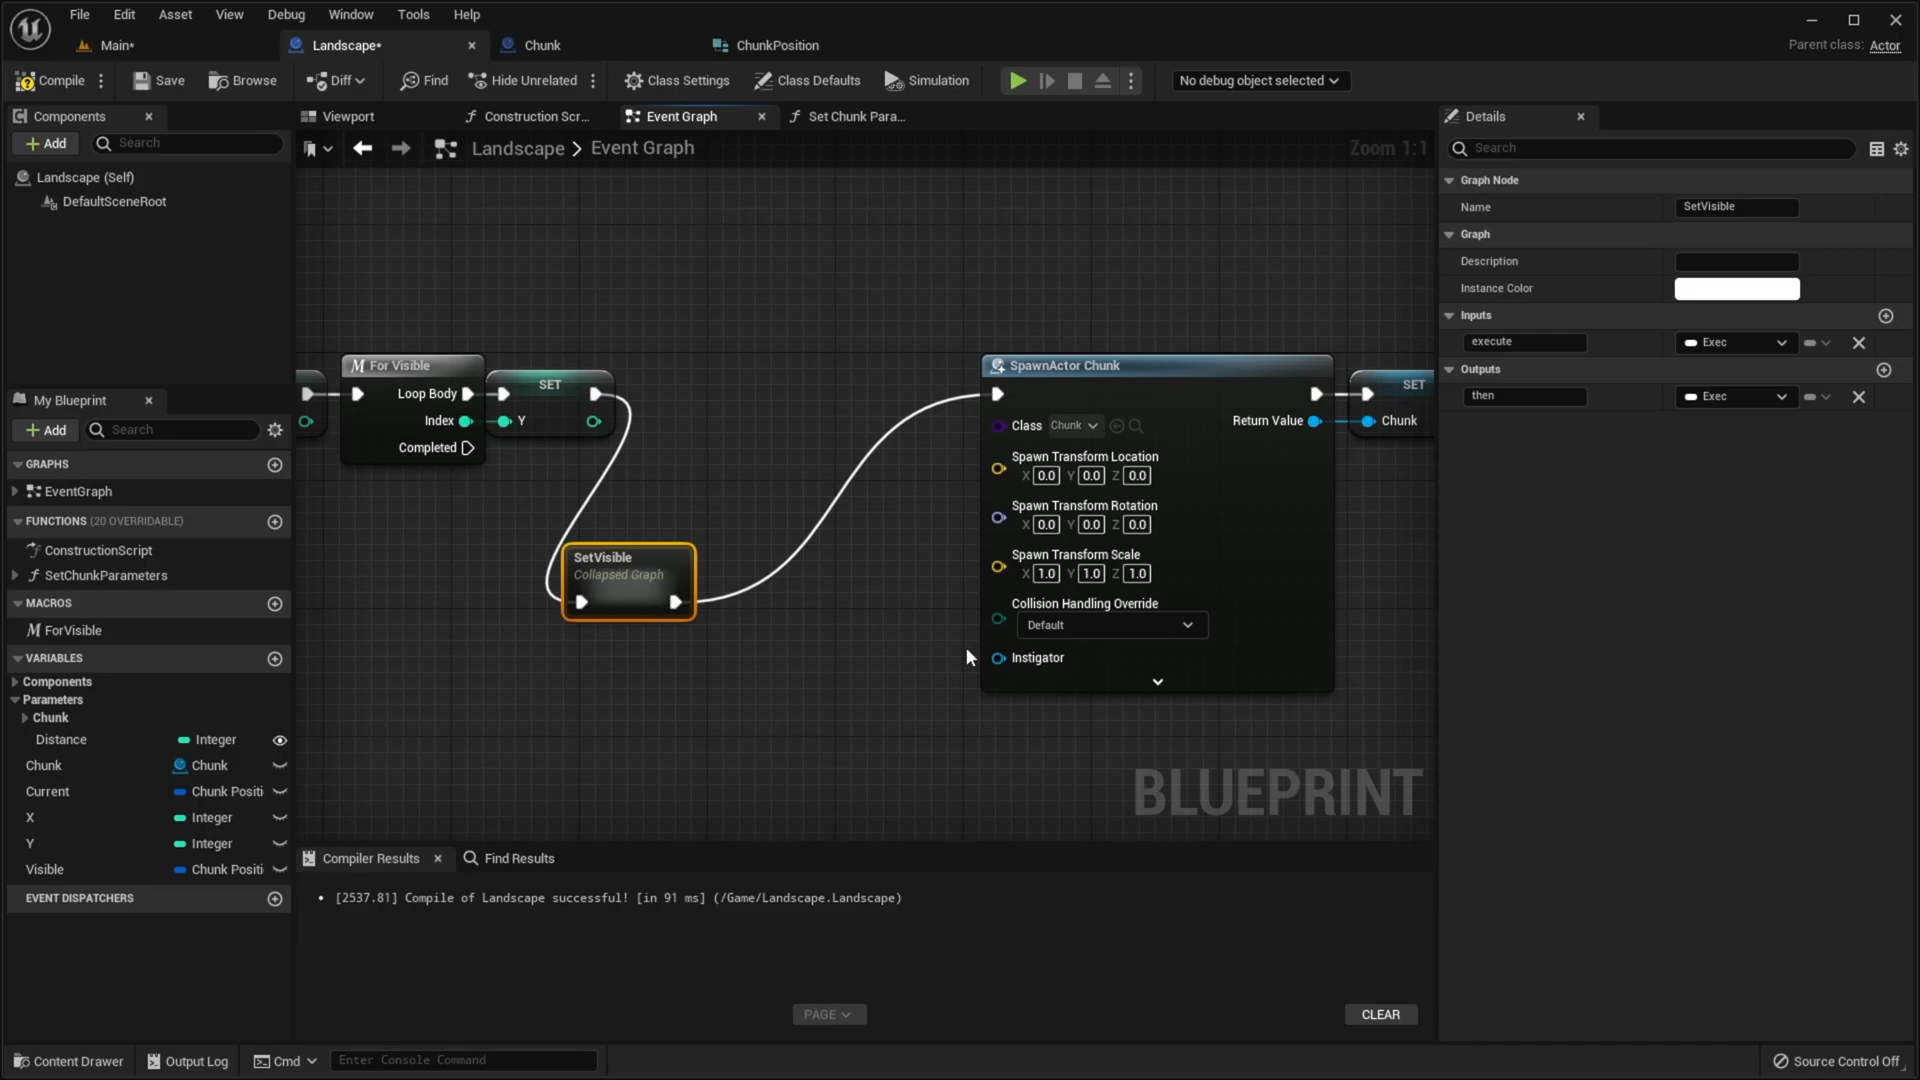 File Edit Asset View Debug Window Tools Help
Main*
Landscape*
Chunk
ChunkPosition
Parent class: Actor
Compile
Save
Browse
Diff
Find
Hide Unrelated
Class Settings
Class Defaults
Simulation
No debug object selected
Components
Add
Search
Landscape (Self)
DefaultSceneRoot
My Blueprint
Add
Search
GRAPHS
EventGraph
FUNCTIONS (20 OVERRIDABLE)
ConstructionScript
SetChunkParameters
MACROS
ForVisible
VARIABLES
Components
Parameters
Chunk
Distance Integer
Chunk Chunk
Current Chunk Positi
X Integer
Y Integer
Visible Chunk Positi
EVENT DISPATCHERS
Viewport
Construction Scr...
Event Graph
Set Chunk Para...
Landscape > Event Graph
Zoom 1:1
For Visible
Loop Body
Index
Completed
SET
Y
SetVisible
Collapsed Graph
SpawnActor Chunk
Class Chunk
Return Value
Spawn Transform Location
X 0.0 Y 0.0 Z 0.0
Spawn Transform Rotation
X 0.0 Y 0.0 Z 0.0
Spawn Transform Scale
X 1.0 Y 1.0 Z 1.0
Collision Handling Override
Default
Instigator
SET
Chunk
BLUEPRINT
Compiler Results
Find Results
[2537.81] Compile of Landscape successful! [in 91 ms] (/Game/Landscape.Landscape)
PAGE
CLEAR
Details
Search
Graph Node
Name SetVisible
Graph
Description
Instance Color
Inputs
execute Exec
Outputs
then Exec
Content Drawer
Output Log
Cmd
Enter Console Command
Source Control Off